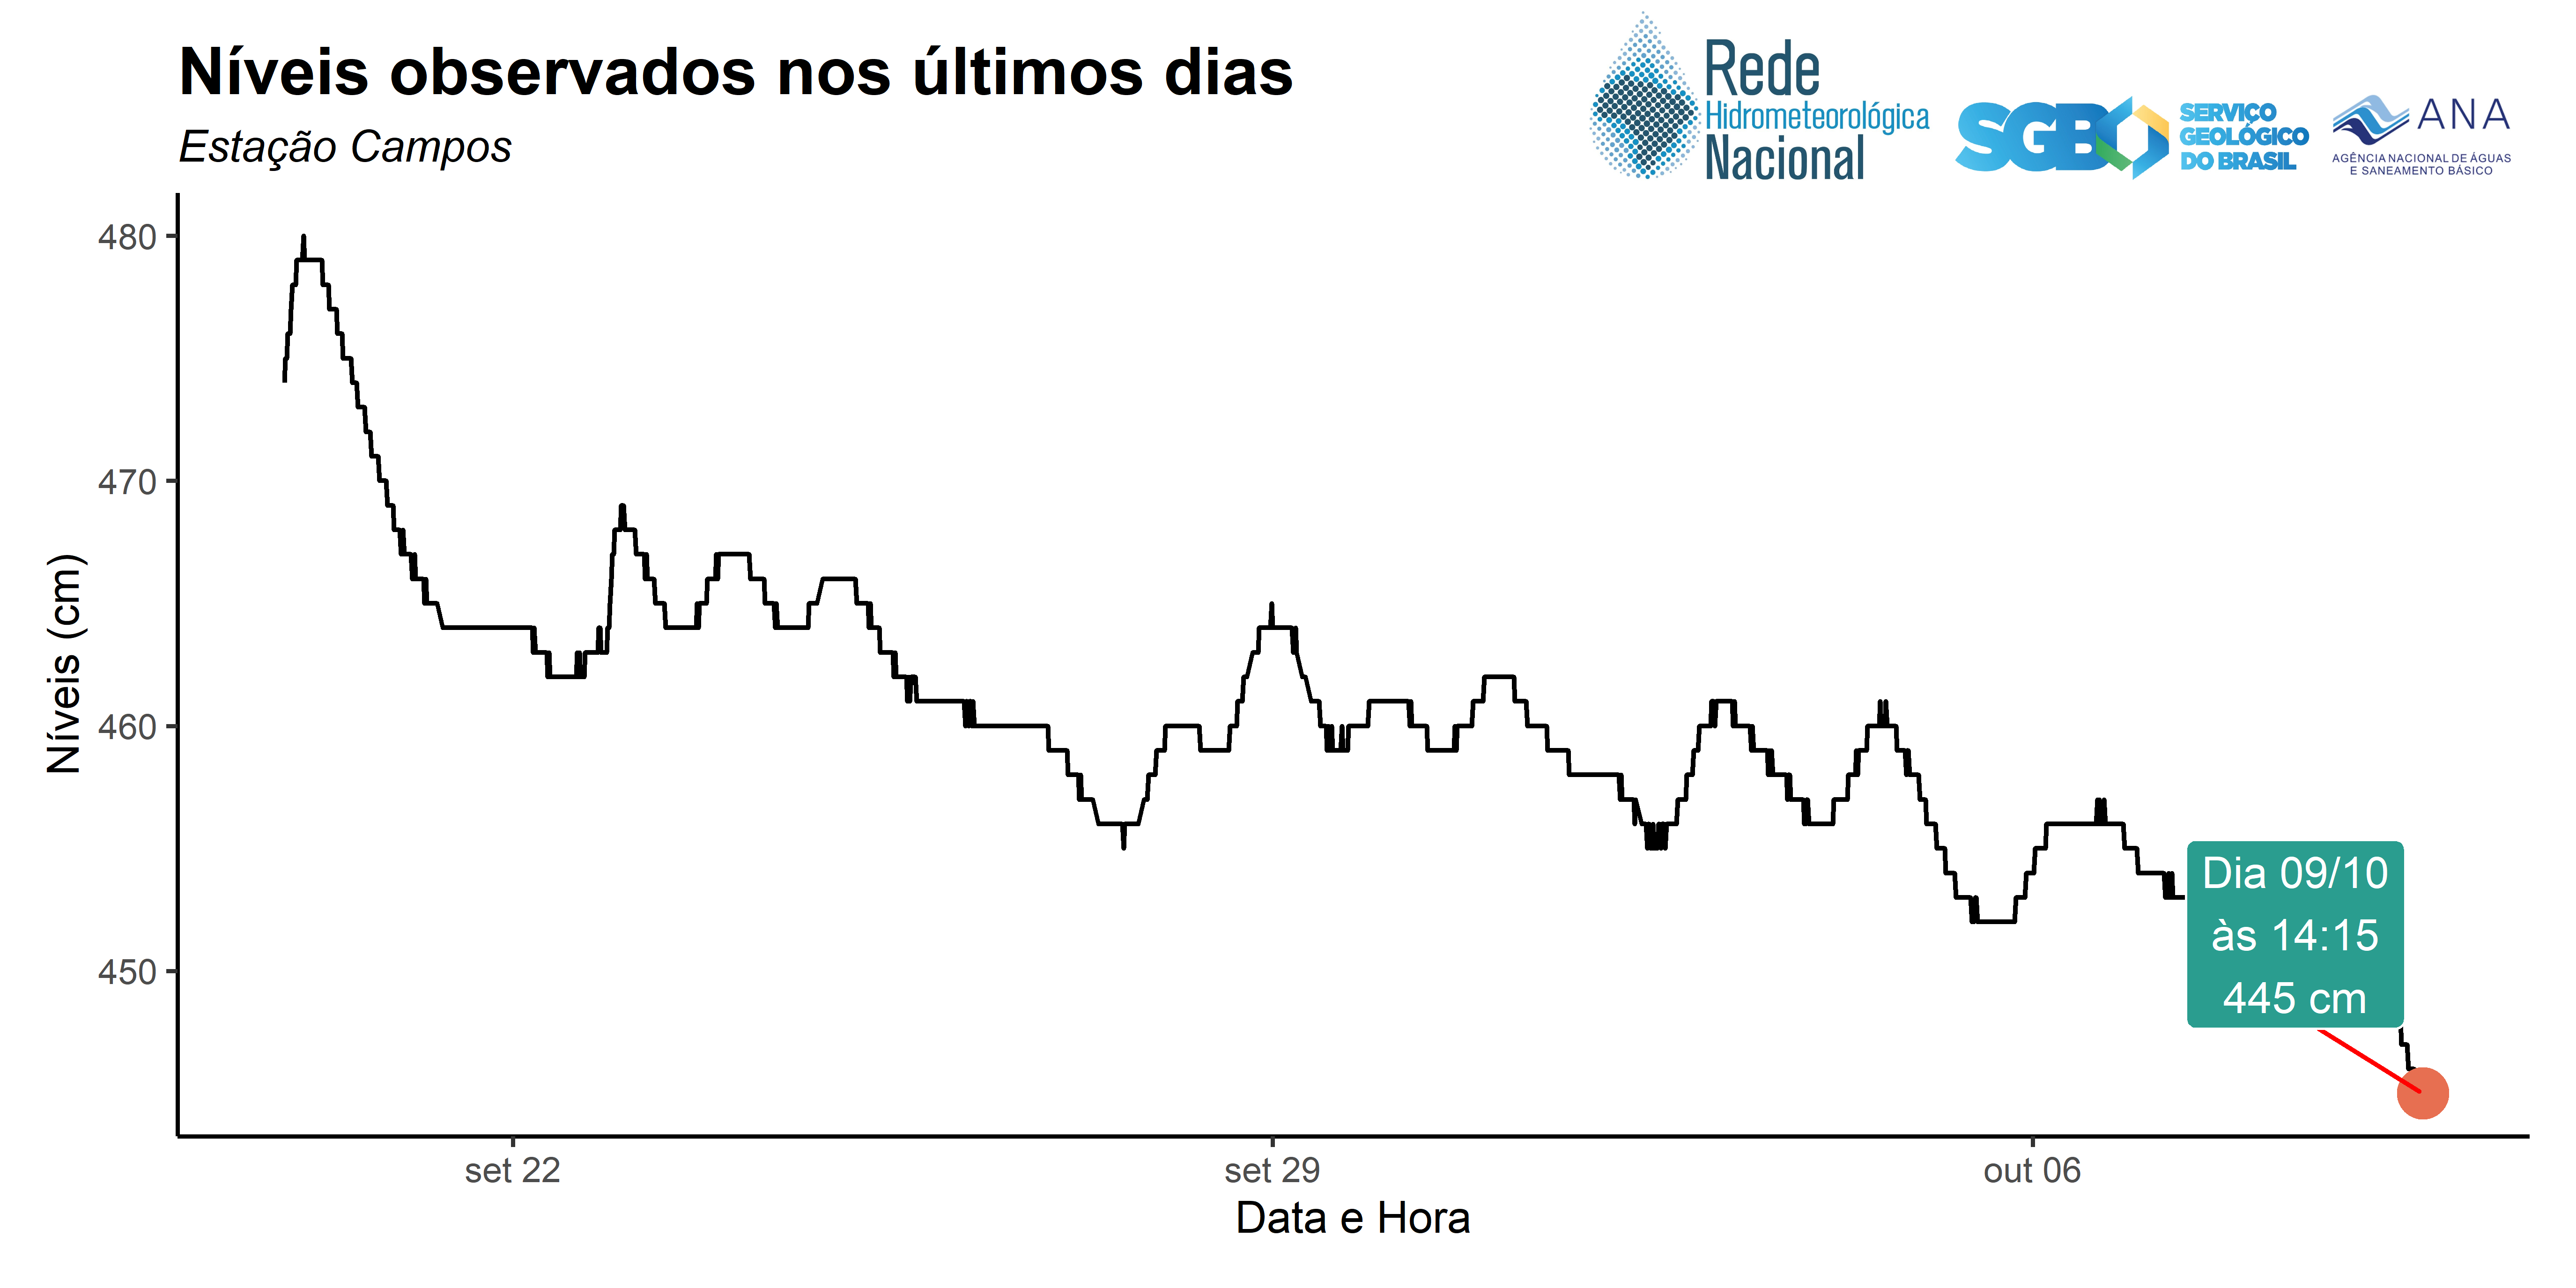 Níveis observados nos últimos dias
Estação Campos
Rede
Hidrometeorológica
Nacional
SGB
SERVIÇO
GEOLÓGICO
DO BRASIL
ANA
AGÊNCIA NACIONAL DE ÁGUAS
E SANEAMENTO BÁSICO
Níveis (cm)
480
470
460
450
Dia 09/10
às 14:15
445 cm
set 22
set 29
out 06
Data e Hora